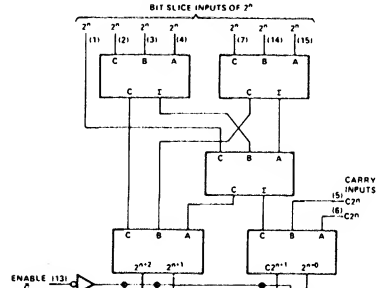 BIT SLICE INPUTS OF 2ⁿ
2ⁿ 2ⁿ 2ⁿ 2ⁿ 2ⁿ 2ⁿ 2ⁿ
(1) (2) (3) (4) (7) (14) (15)
C B A C B A
C Σ C Σ
C B A
C Σ
CARRY
INPUTS
(5) C2ⁿ
(6) C2ⁿ
C B A C B A
2ⁿ⁺² 2ⁿ⁺¹ C2ⁿ⁺¹ 2ⁿ⁻⁰
ENABLE (13)